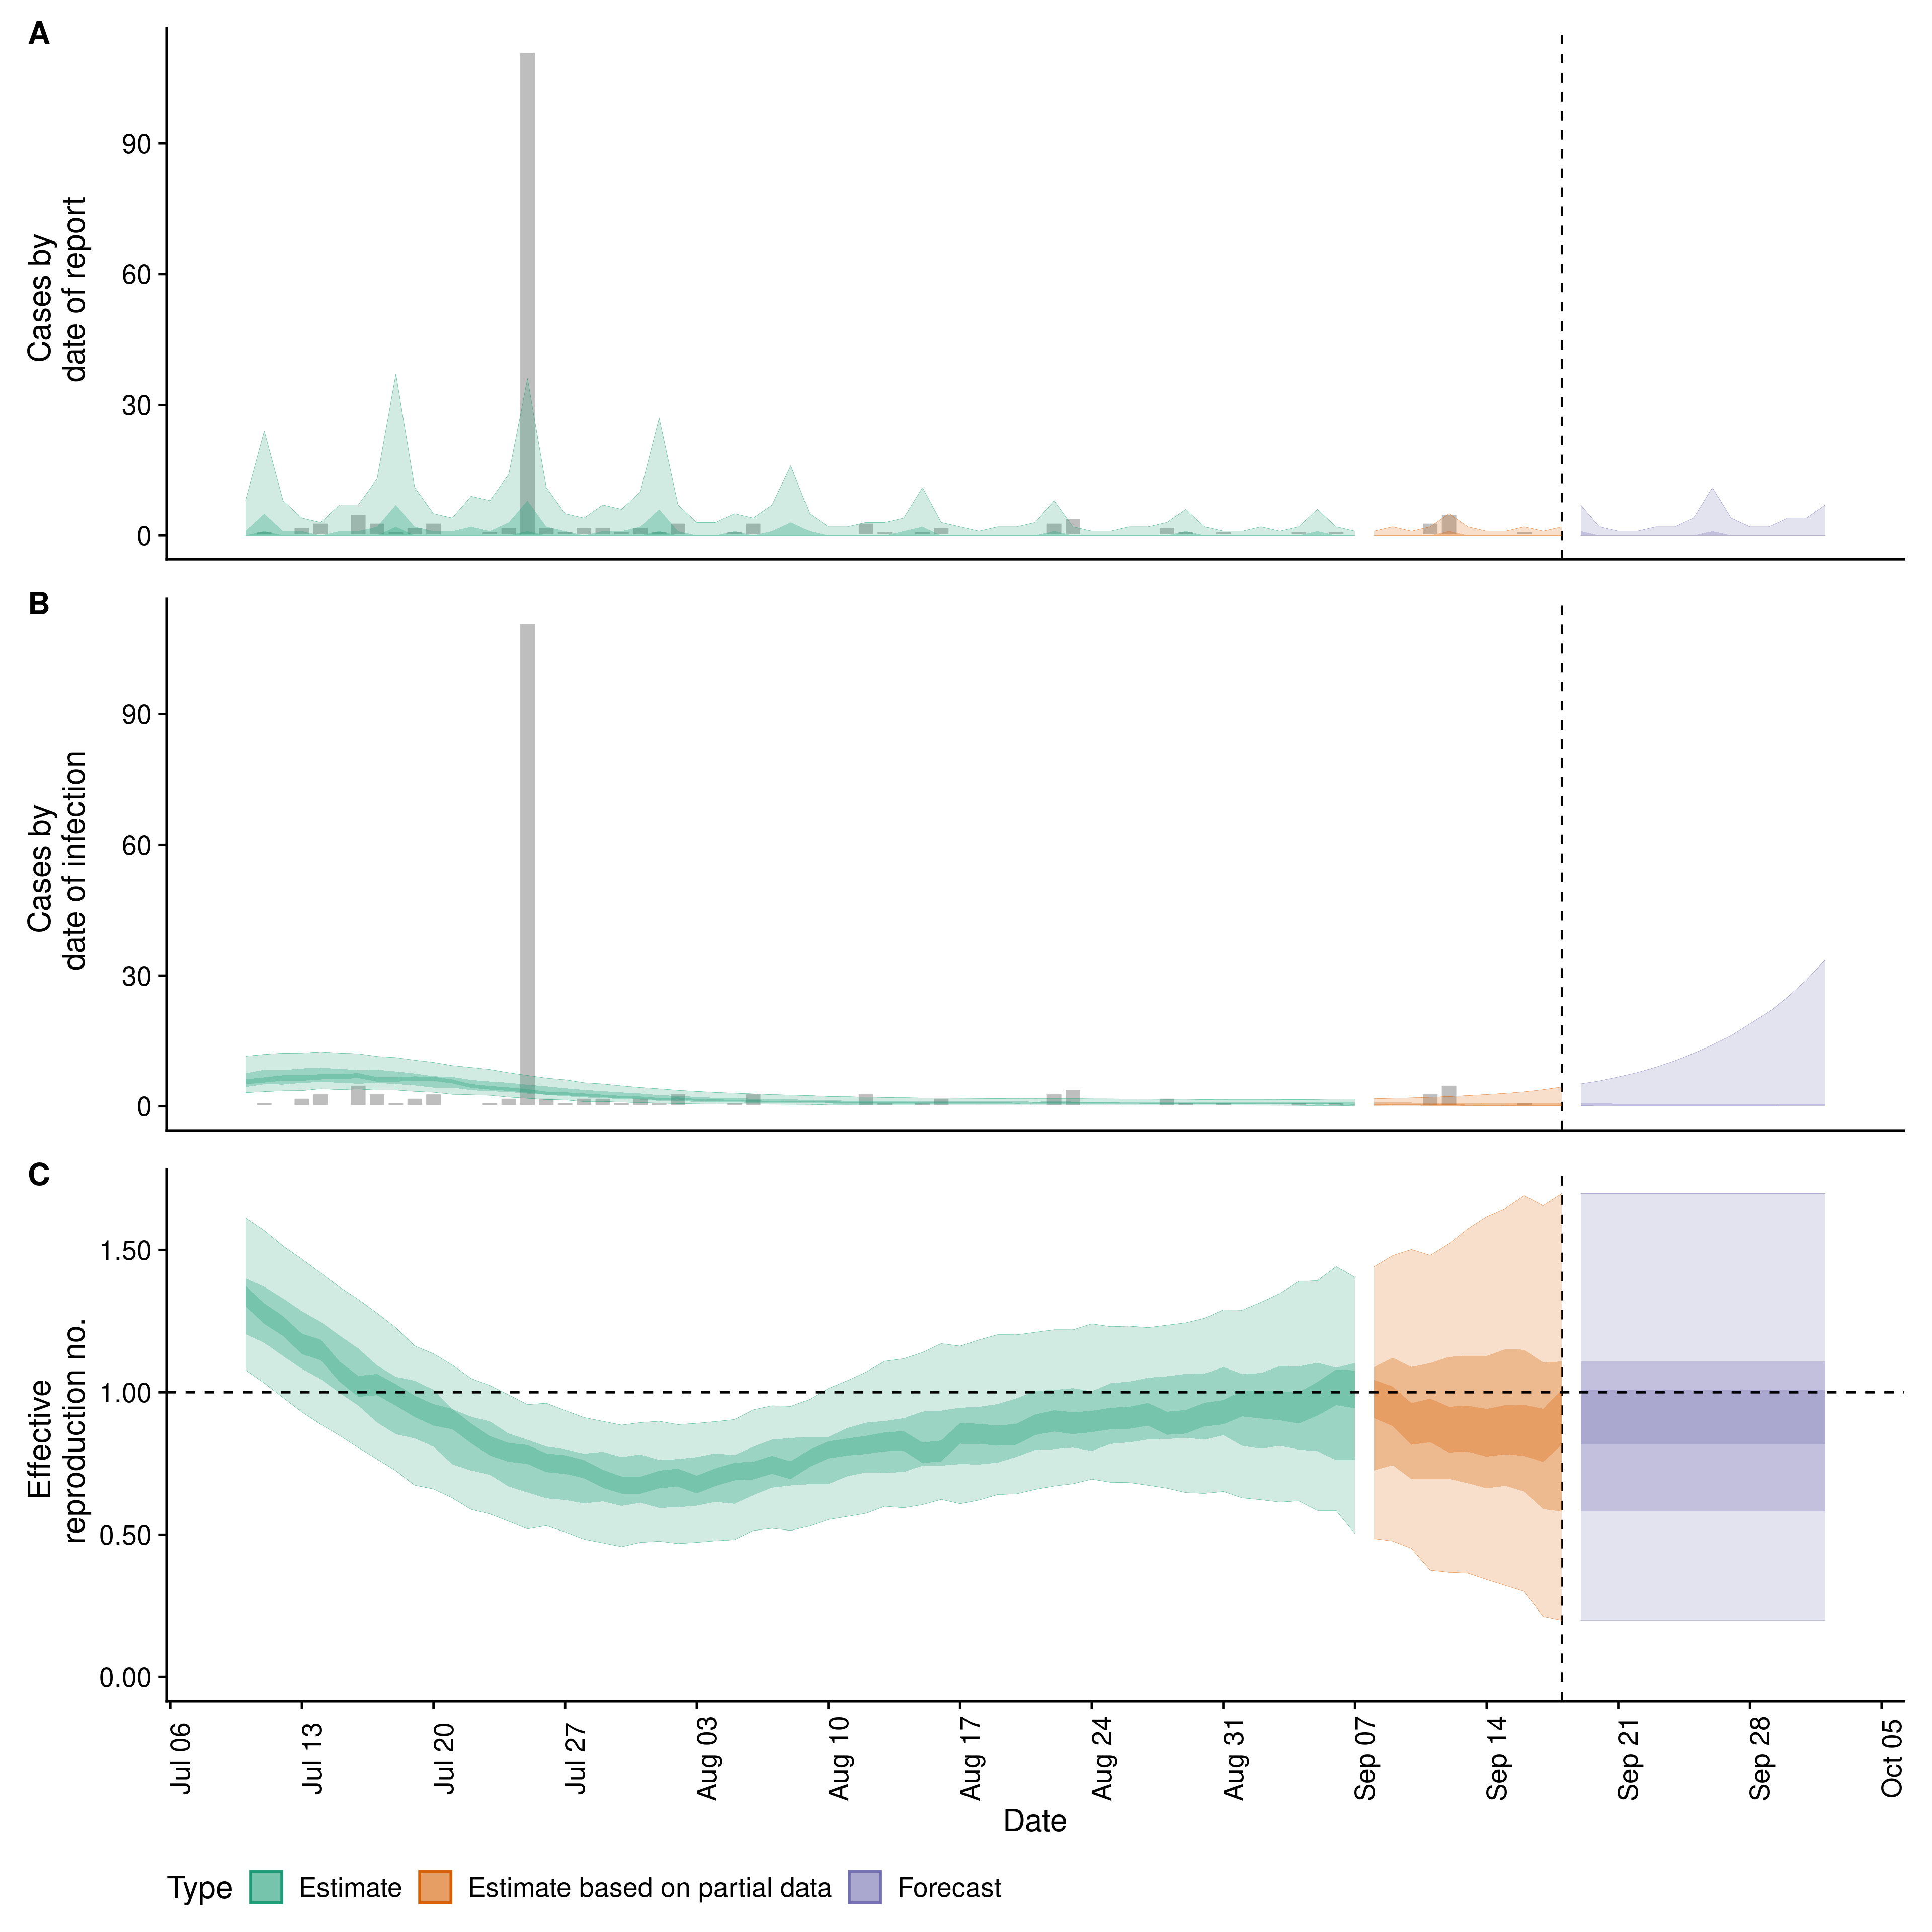 A
Cases by
date of report
90
60
30
0
B
Cases by
date of infection
90
60
30
0
C
Effective
reproduction no.
1.50
1.00
0.50
0.00
Jul 06
Jul 13
Jul 20
Jul 27
Aug 03
Aug 10
Aug 17
Aug 24
Aug 31
Sep 07
Sep 14
Sep 21
Sep 28
Oct 05
Date
Type Estimate Estimate based on partial data Forecast